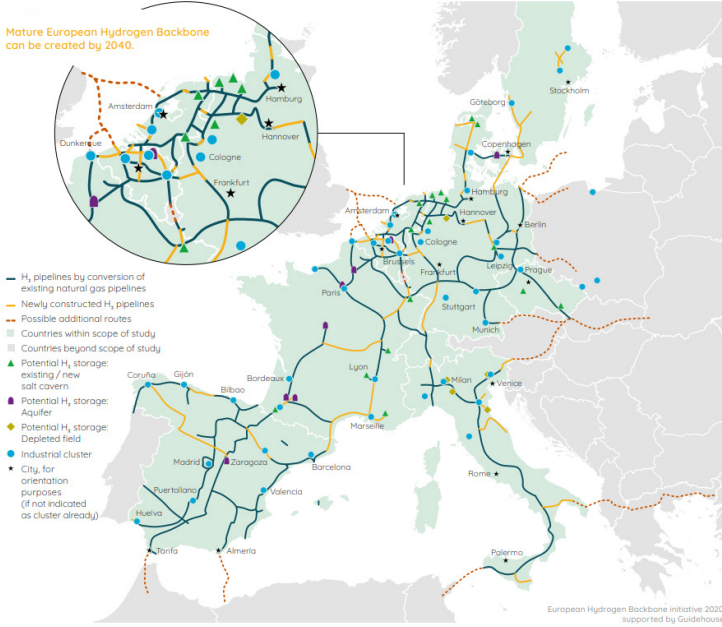 Mature European Hydrogen Backbone
can be created by 2040.
Amsterdam
Hamburg
Hannover
Dunkerque
Cologne
Frankfurt
Stockholm
Göteborg
Copenhagen
Hamburg
Amsterdam
Hannover
Berlin
Cologne
Brussels
Leipzig
Prague
Frankfurt
Paris
Stuttgart
Munich
Lyon
Milan
Venice
Bordeaux
Marseille
Coruña
Gijón
Bilbao
Barcelona
Madrid
Zaragoza
Valencia
Puertollano
Huelva
Tarifa
Almería
Rome
Palermo
H₂ pipelines by conversion of
existing natural gas pipelines
Newly constructed H₂ pipelines
Possible additional routes
Countries within scope of study
Countries beyond scope of study
Potential H₂ storage:
existing / new
salt cavern
Potential H₂ storage:
Aquifer
Potential H₂ storage:
Depleted field
Industrial cluster
City, for
orientation
purposes
(if not indicated
as cluster already)
European Hydrogen Backbone initiative 2020
supported by Guidehouse